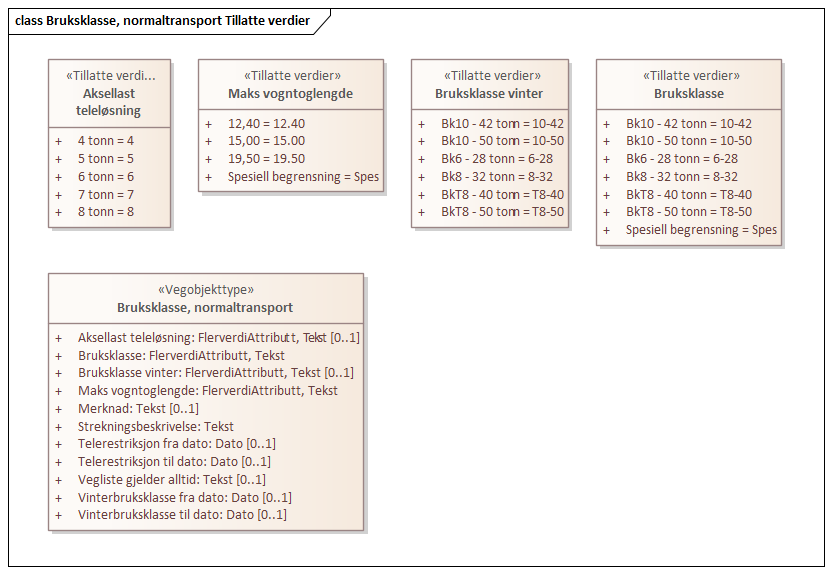 class Bruksklasse, normaltransport Tillatte verdier
«Tillatte verdi...
Aksellast
teleløsning
+ 4 tonn = 4
+ 5 tonn = 5
+ 6 tonn = 6
+ 7 tonn = 7
+ 8 tonn = 8
«Tillatte verdier»
Maks vogntoglengde
+ 12,40 = 12.40
+ 15,00 = 15.00
+ 19,50 = 19.50
+ Spesiell begrensning = Spes
«Tillatte verdier»
Bruksklasse vinter
+ Bk10 - 42 tonn = 10-42
+ Bk10 - 50 tonn = 10-50
+ Bk6 - 28 tonn = 6-28
+ Bk8 - 32 tonn = 8-32
+ BkT8 - 40 tonn = T8-40
+ BkT8 - 50 tonn = T8-50
«Tillatte verdier»
Bruksklasse
+ Bk10 - 42 tonn = 10-42
+ Bk10 - 50 tonn = 10-50
+ Bk6 - 28 tonn = 6-28
+ Bk8 - 32 tonn = 8-32
+ BkT8 - 40 tonn = T8-40
+ BkT8 - 50 tonn = T8-50
+ Spesiell begrensning = Spes
«Vegobjekttype»
Bruksklasse, normaltransport
+ Aksellast teleløsning: FlerverdiAttributt, Tekst [0..1]
+ Bruksklasse: FlerverdiAttributt, Tekst
+ Bruksklasse vinter: FlerverdiAttributt, Tekst [0..1]
+ Maks vogntoglengde: FlerverdiAttributt, Tekst
+ Merknad: Tekst [0..1]
+ Strekningsbeskrivelse: Tekst
+ Telerestriksjon fra dato: Dato [0..1]
+ Telerestriksjon til dato: Dato [0..1]
+ Vegliste gjelder alltid: Tekst [0..1]
+ Vinterbruksklasse fra dato: Dato [0..1]
+ Vinterbruksklasse til dato: Dato [0..1]